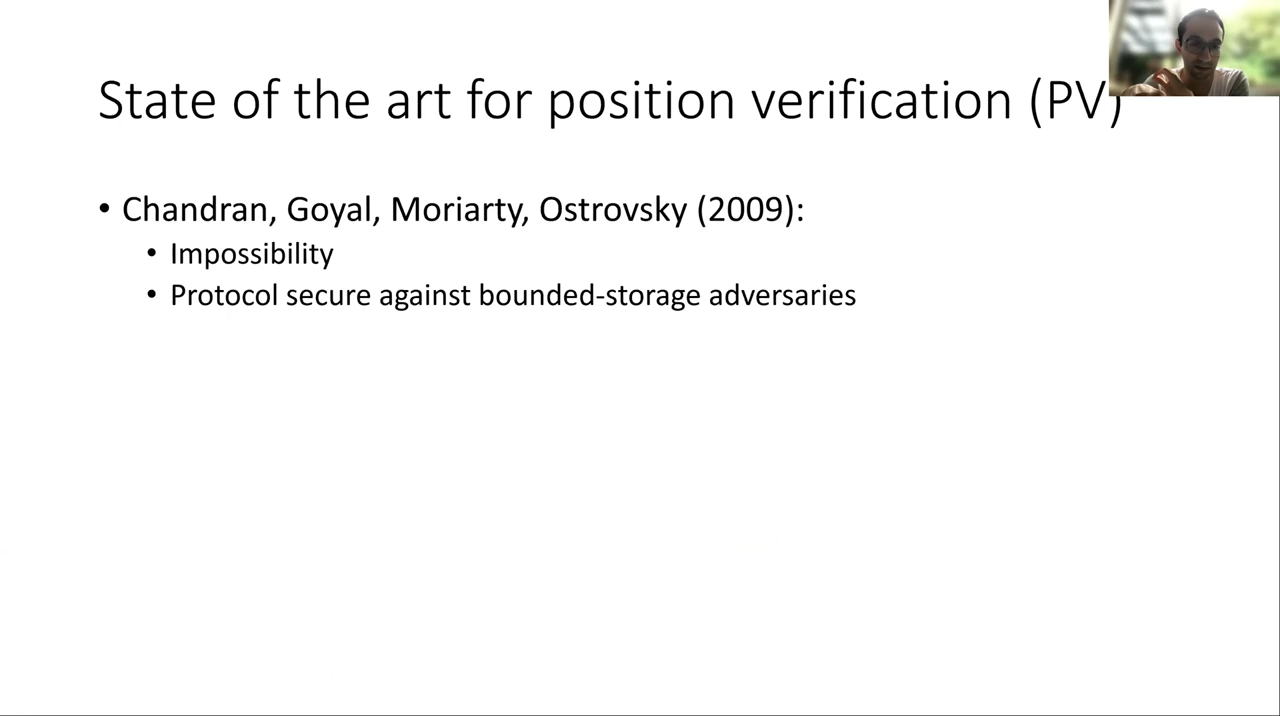 State of the art for position verification (PV)
• Chandran, Goyal, Moriarty, Ostrovsky (2009):
• Impossibility
• Protocol secure against bounded-storage adversaries